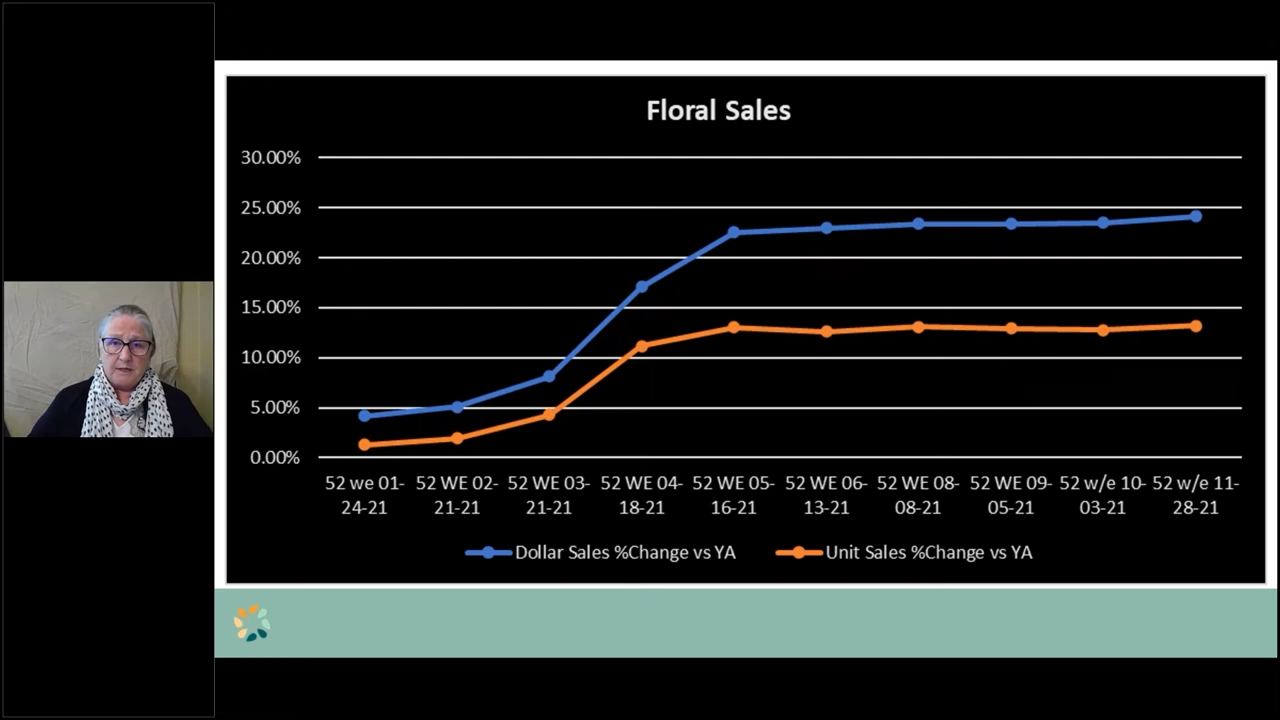 Floral Sales
30.00%
25.00%
20.00%
15.00%
10.00%
5.00%
0.00%
52 we 01-24-21
52 WE 02-21-21
52 WE 03-21-21
52 WE 04-18-21
52 WE 05-16-21
52 WE 06-13-21
52 WE 08-08-21
52 WE 09-05-21
52 w/e 10-03-21
52 w/e 11-28-21
Dollar Sales %Change vs YA
Unit Sales %Change vs YA